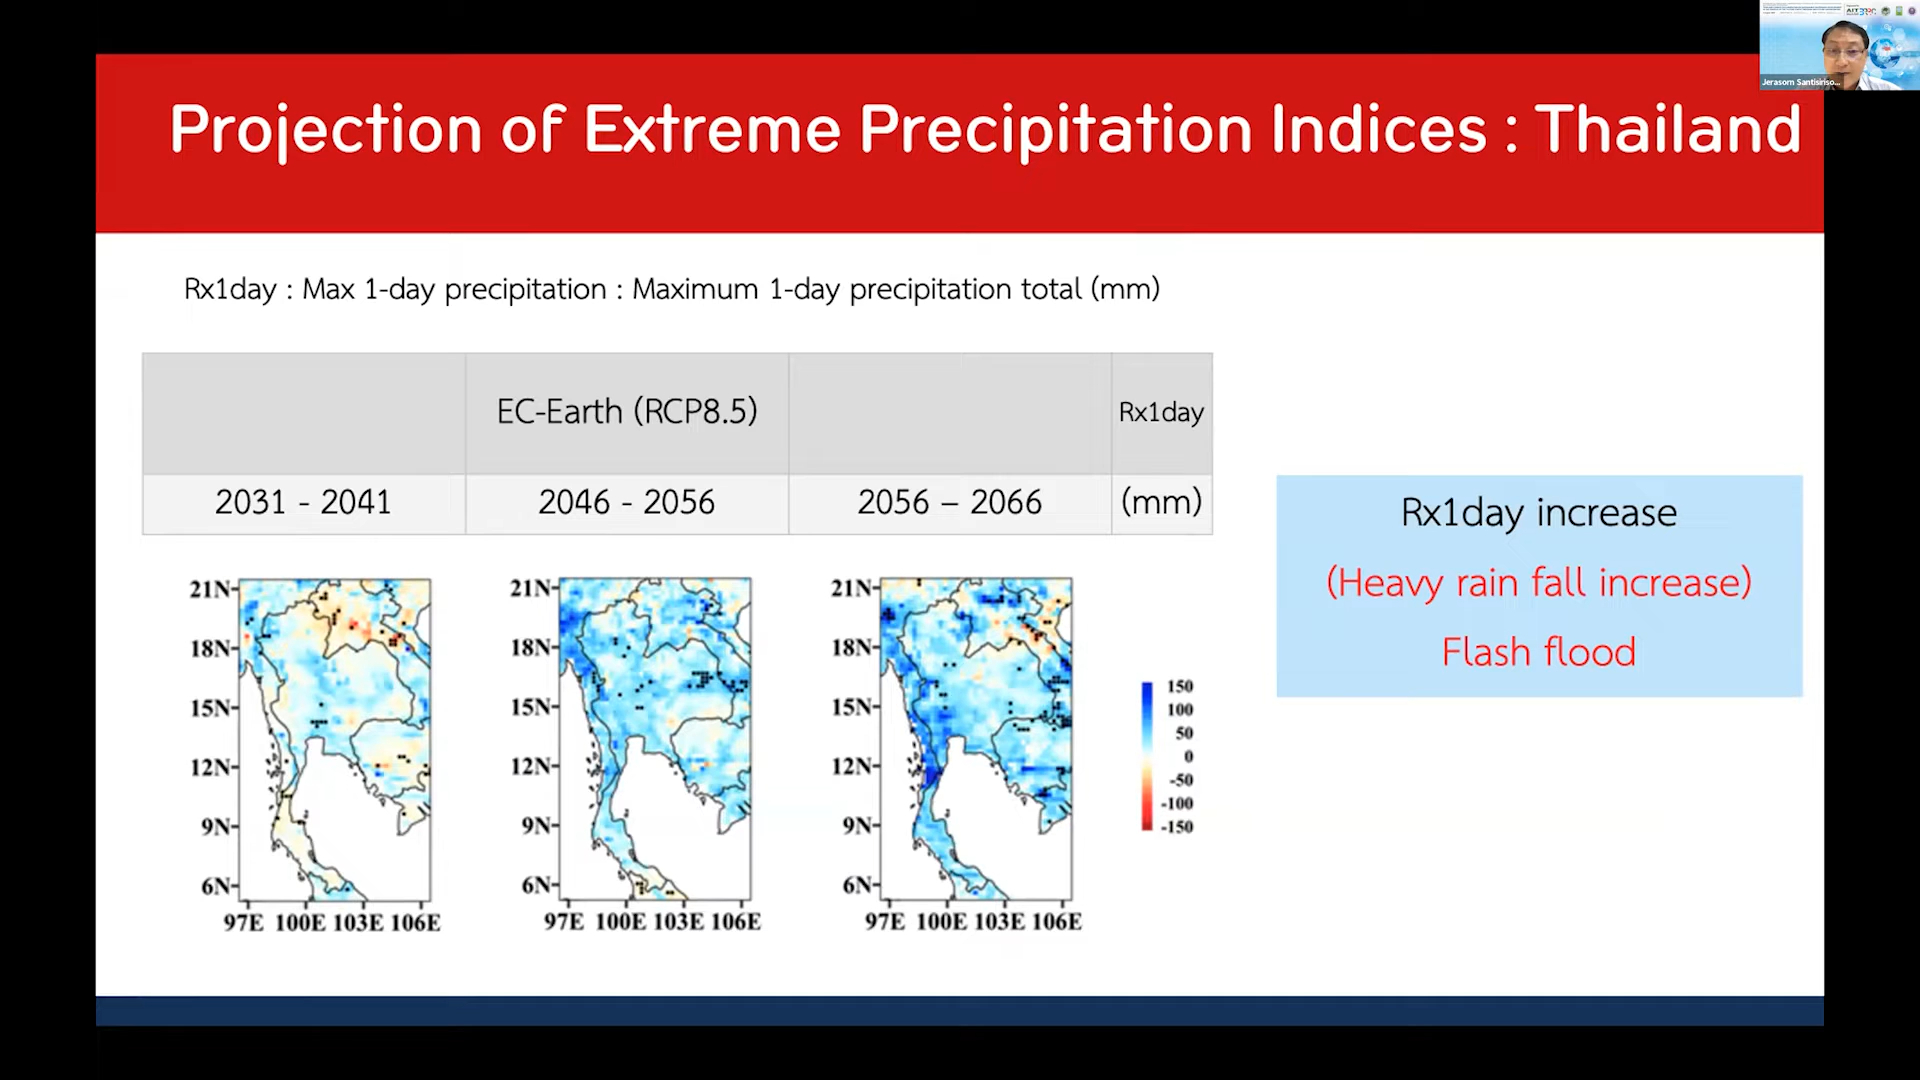 Projection of Extreme Precipitation Indices : Thailand
Jerasorn Santisiriso...
Rx1day : Max 1-day precipitation : Maximum 1-day precipitation total (mm)
EC-Earth (RCP8.5) Rx1day
2031 - 2041 2046 - 2056 2056 – 2066 (mm)
Rx1day increase
(Heavy rain fall increase)
Flash flood
21N 21N 21N
18N 18N 18N
15N 15N 15N
12N 12N 12N
9N 9N 9N
6N 6N 6N
97E 100E 103E 106E 97E 100E 103E 106E 97E 100E 103E 106E
150
100
50
0
-50
-100
-150